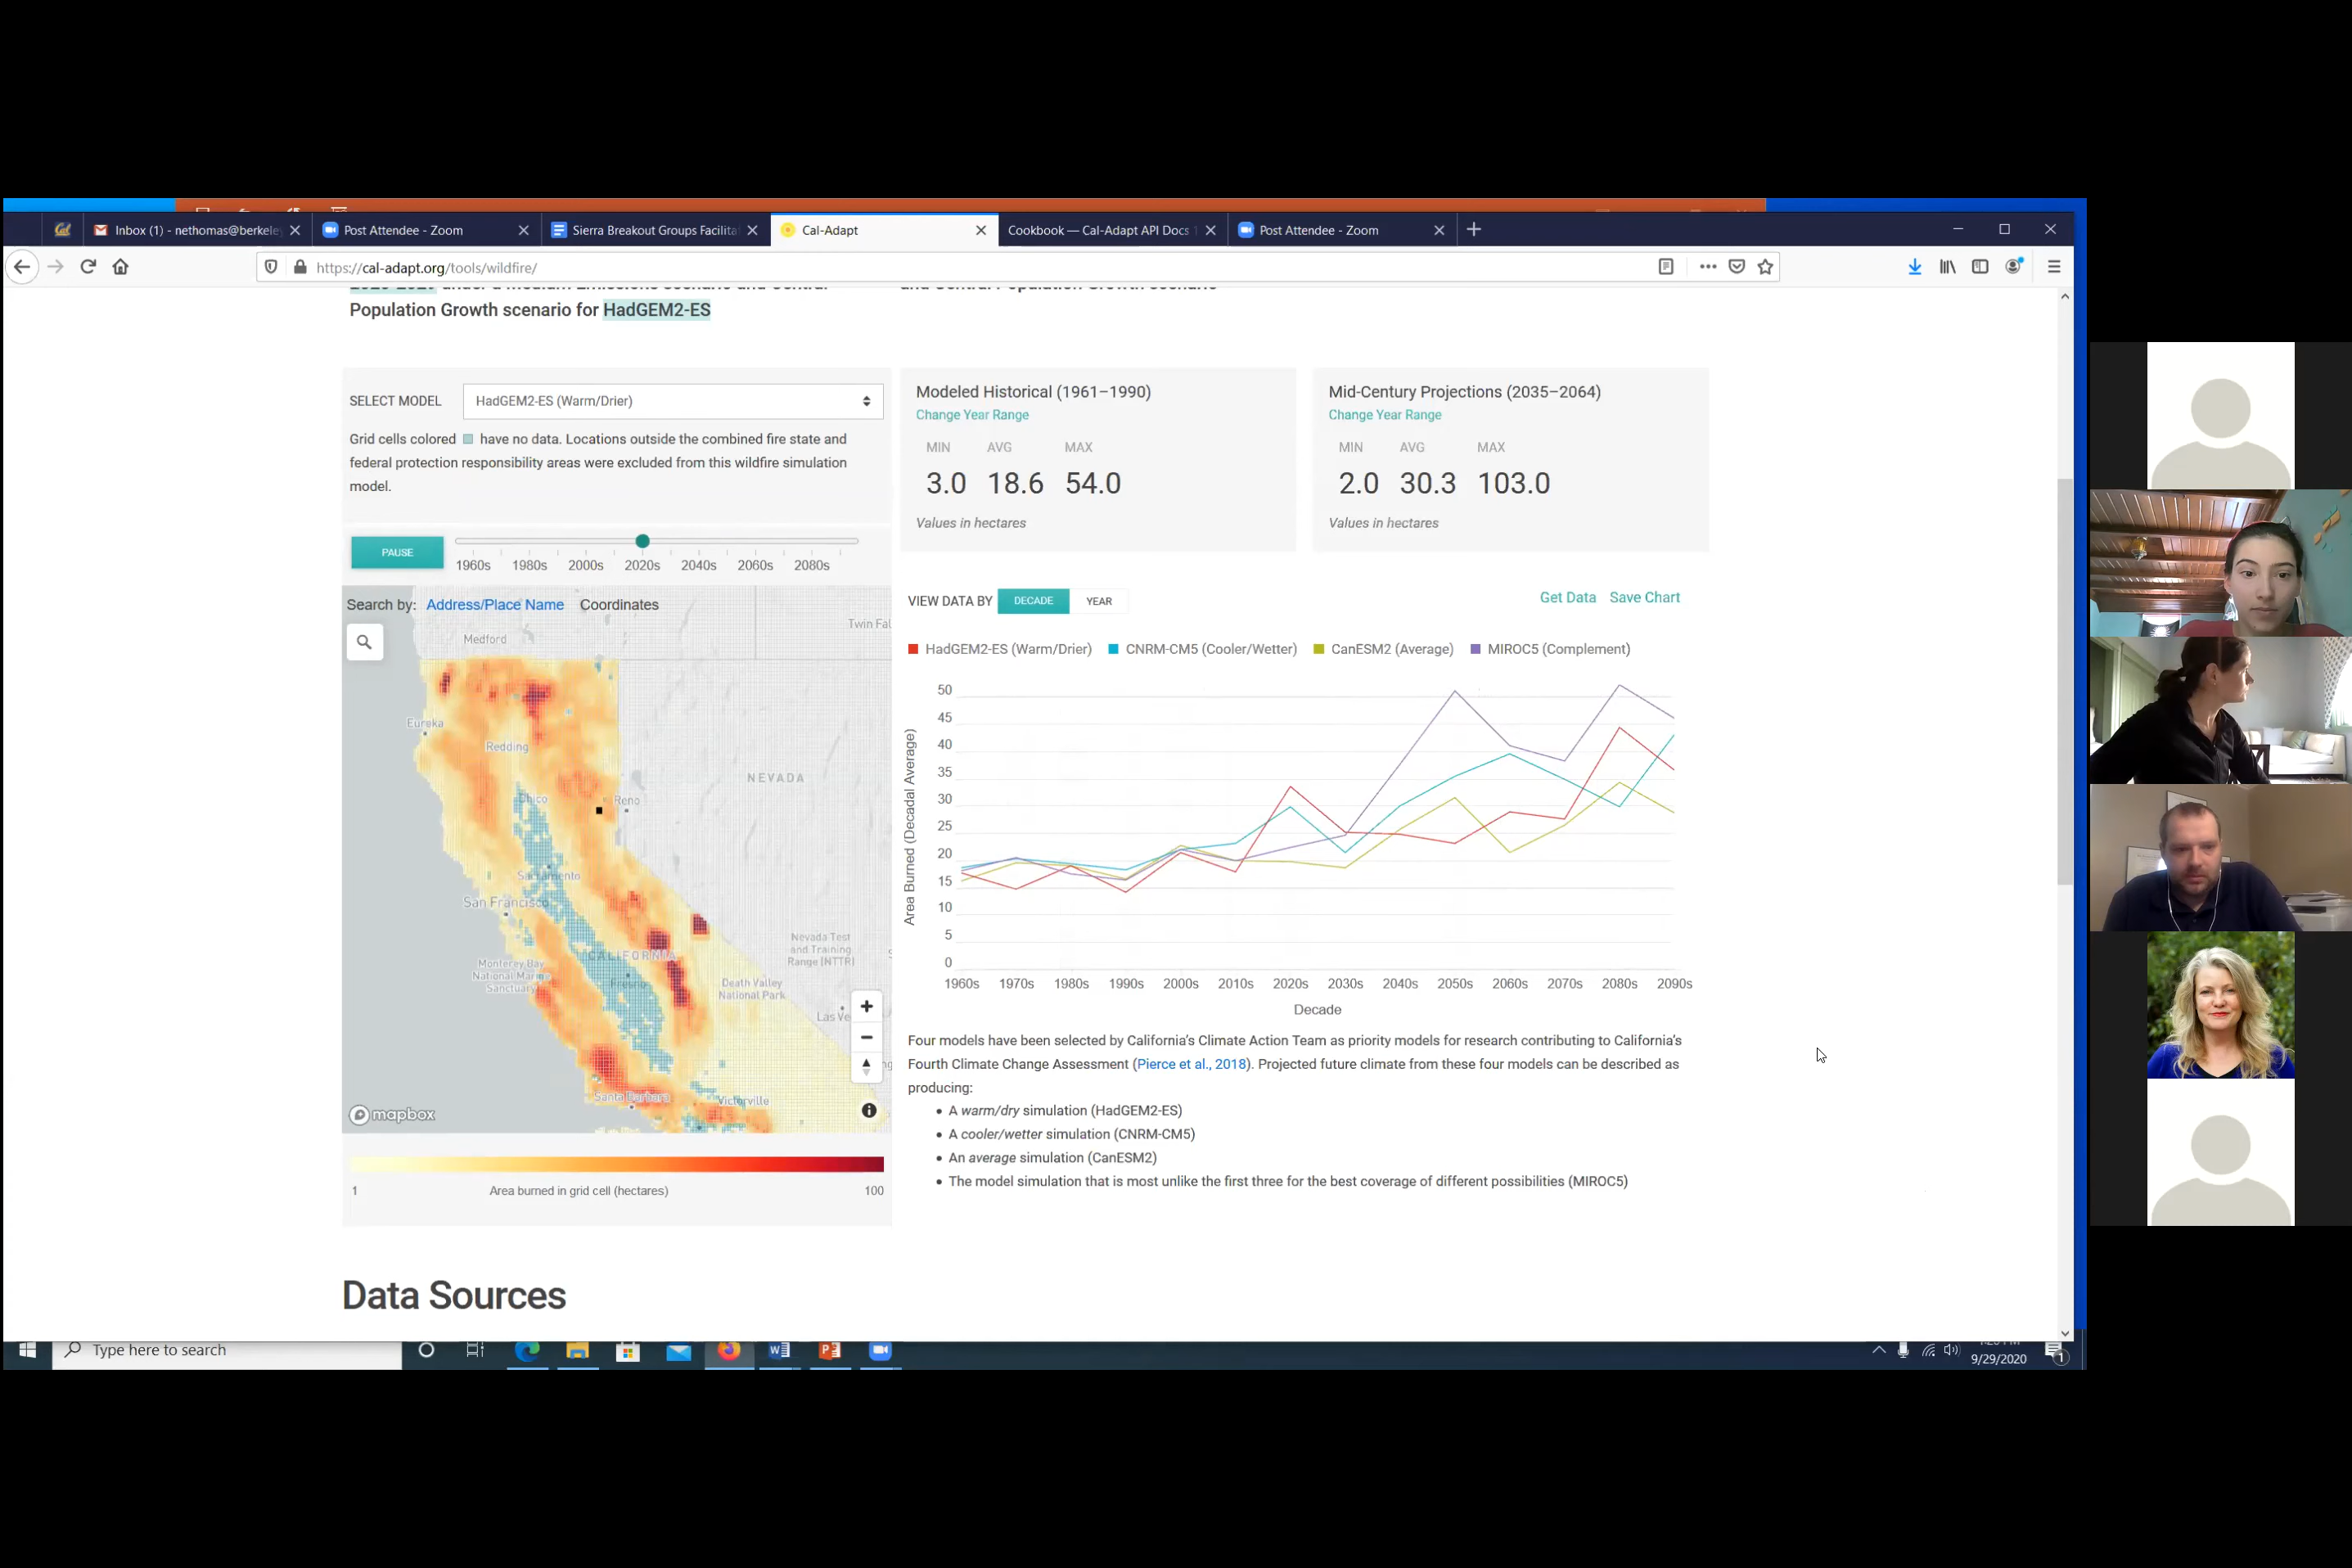 Inbox (1) - nethomas@berkele
Post Attendee - Zoom
Sierra Breakout Groups Facilita
Cal-Adapt
Cookbook — Cal-Adapt API Docs 1
Post Attendee - Zoom
https://cal-adapt.org/tools/wildfire/
2020-2029 under a Medium Emissions scenario and Central
and Central Population Growth scenario
Population Growth scenario for HadGEM2-ES
SELECT MODEL HadGEM2-ES (Warm/Drier)
Grid cells colored have no data. Locations outside the combined fire state and
federal protection responsibility areas were excluded from this wildfire simulation
model.
Modeled Historical (1961–1990)
Change Year Range
MIN AVG MAX
3.0 18.6 54.0
Values in hectares
Mid-Century Projections (2035–2064)
Change Year Range
MIN AVG MAX
2.0 30.3 103.0
Values in hectares
PAUSE
1960s 1980s 2000s 2020s 2040s 2060s 2080s
Search by: Address/Place Name Coordinates
Medford
Twin Fal
Eureka
Redding
NEVADA
Chico
Reno
Sacramento
San Francisco
Nevada Test
and Training
Range [NTTR)
CALIFORNIA
Monterey Bay
National Marine
Sanctuary
Fresno
Death Valley
National Park
Las Ve
Santa Barbara
Victorville
mapbox
1 Area burned in grid cell (hectares) 100
VIEW DATA BY DECADE YEAR
Get Data Save Chart
HadGEM2-ES (Warm/Drier) CNRM-CM5 (Cooler/Wetter) CanESM2 (Average) MIROC5 (Complement)
Area Burned (Decadal Average)
50
45
40
35
30
25
20
15
10
5
0
1960s 1970s 1980s 1990s 2000s 2010s 2020s 2030s 2040s 2050s 2060s 2070s 2080s 2090s
Decade
Four models have been selected by California's Climate Action Team as priority models for research contributing to California's
Fourth Climate Change Assessment (Pierce et al., 2018). Projected future climate from these four models can be described as
producing:
• A warm/dry simulation (HadGEM2-ES)
• A cooler/wetter simulation (CNRM-CM5)
• An average simulation (CanESM2)
• The model simulation that is most unlike the first three for the best coverage of different possibilities (MIROC5)
Data Sources
Type here to search
9/29/2020
1